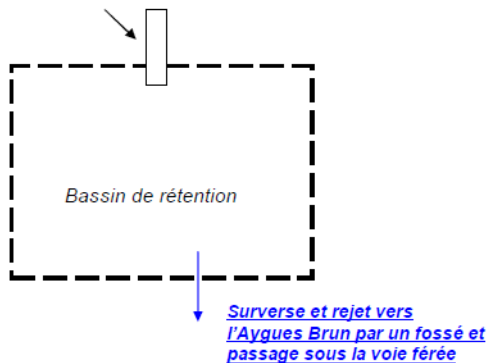 Bassin de rétention
Surverse et rejet vers
l'Aygues Brun par un fossé et
passage sous la voie férée